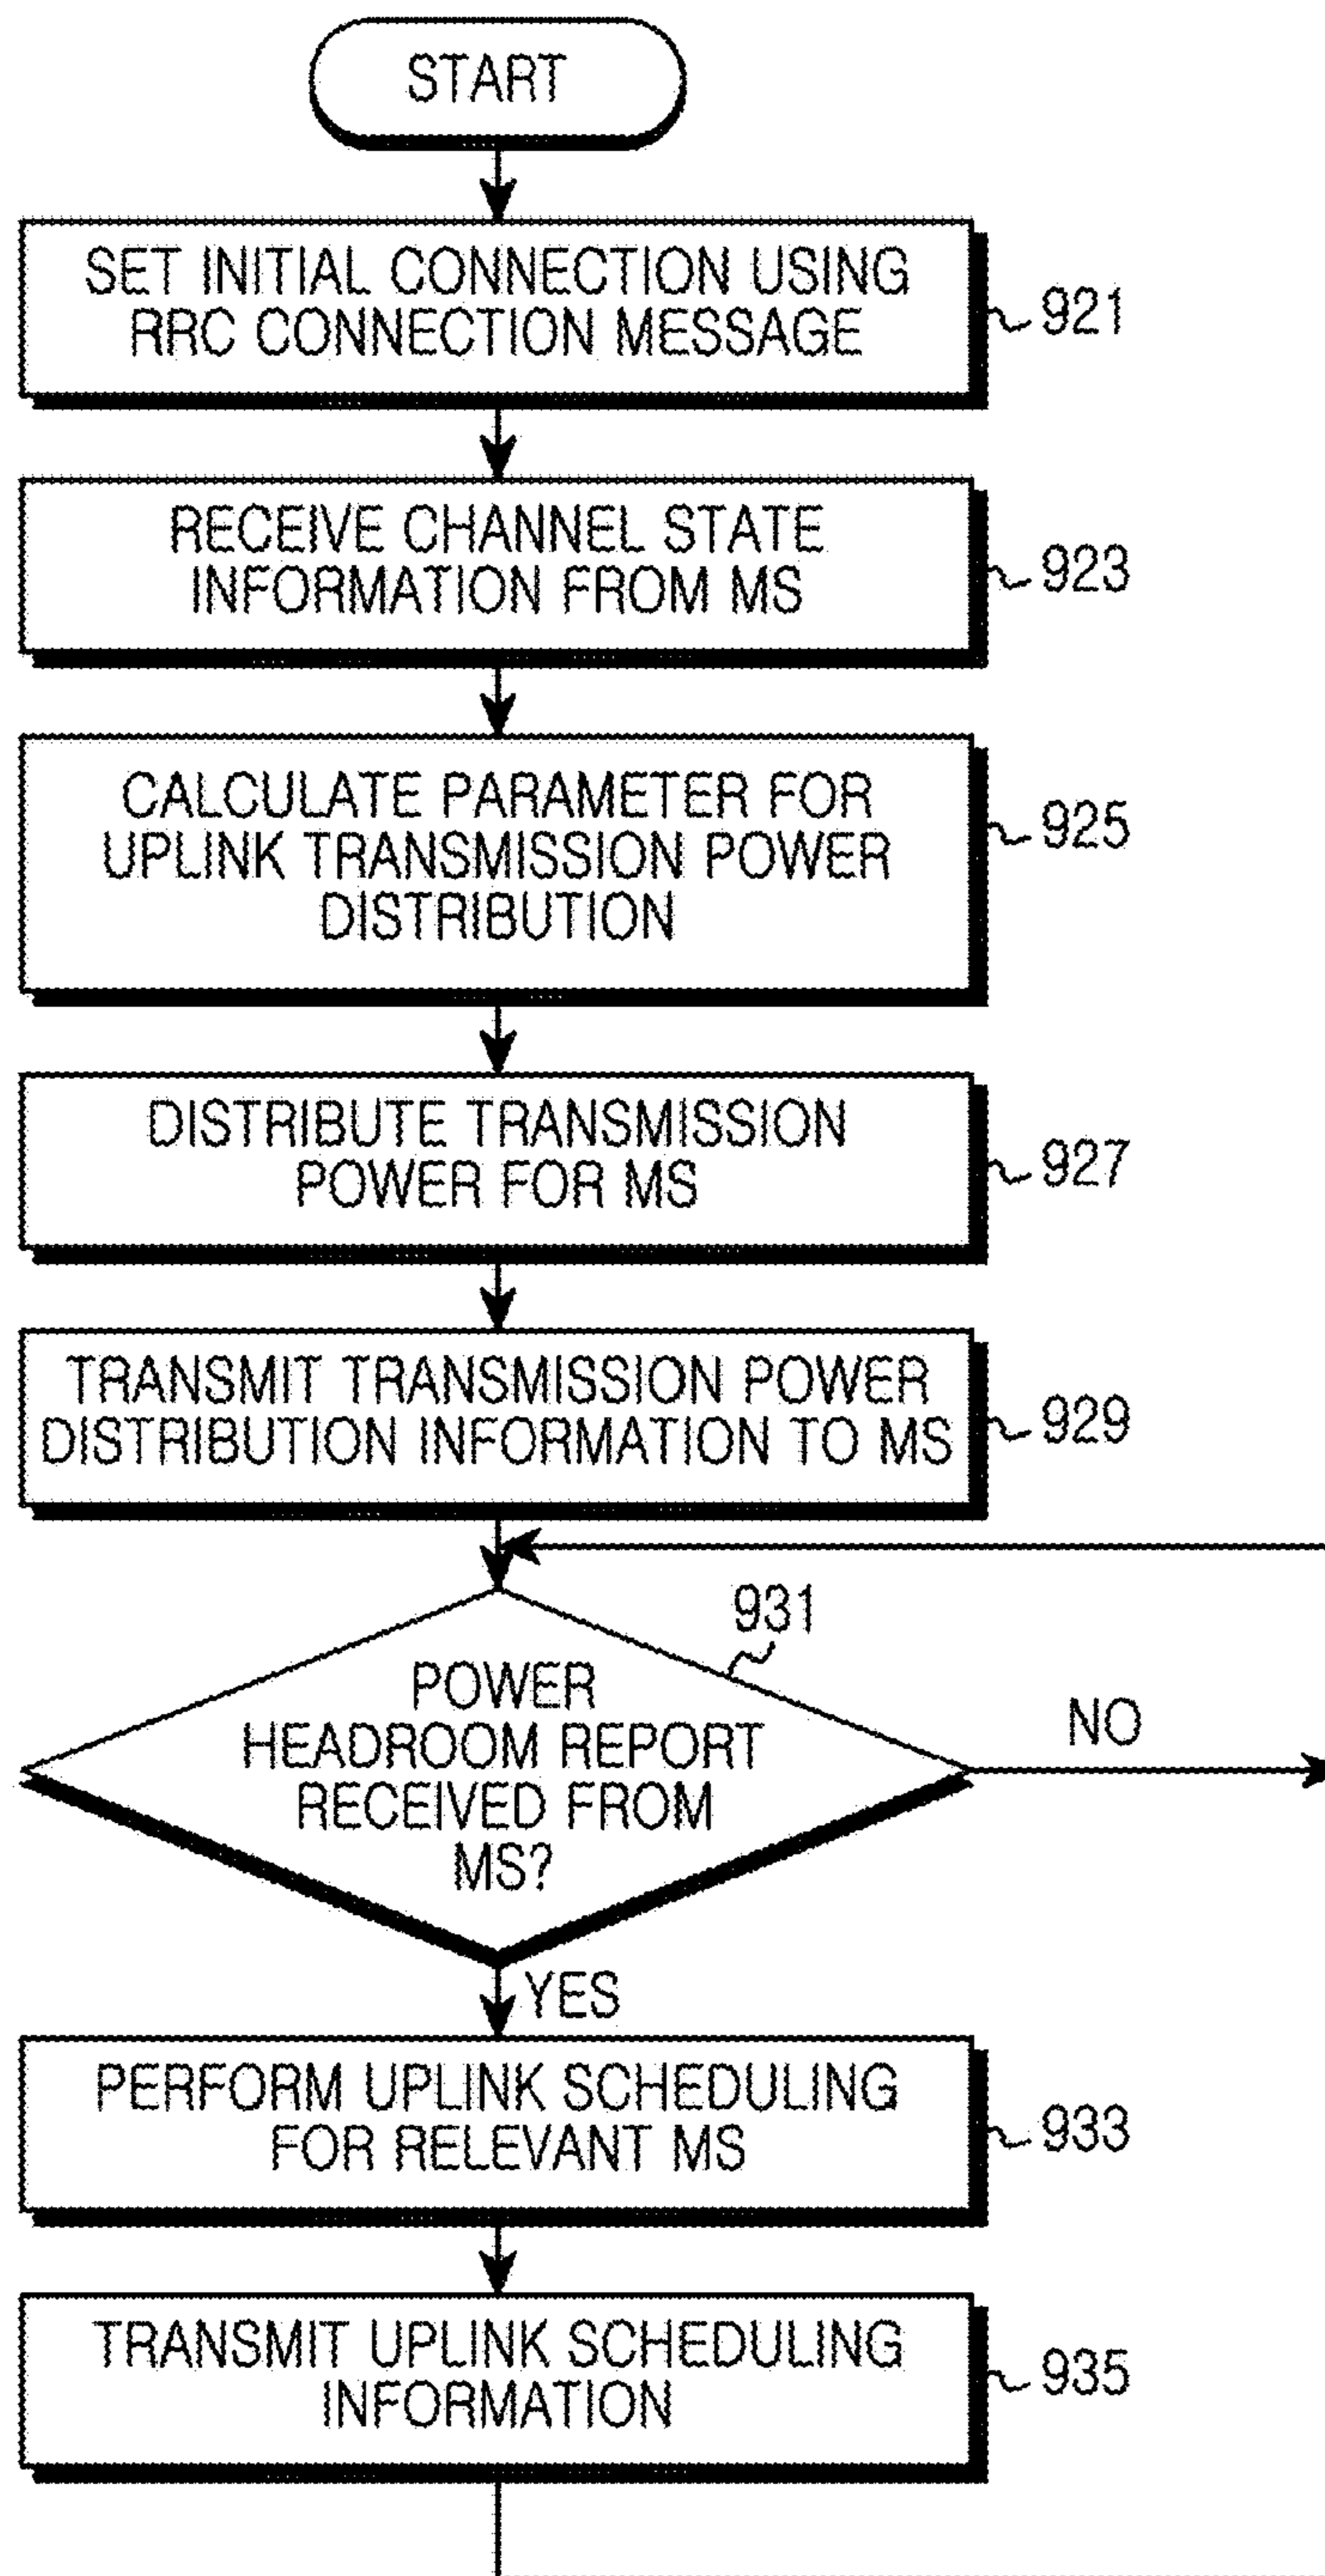 START
SET INITIAL CONNECTION USING
RRC CONNECTION MESSAGE
921
RECEIVE CHANNEL STATE
INFORMATION FROM MS
923
CALCULATE PARAMETER FOR
UPLINK TRANSMISSION POWER
DISTRIBUTION
925
DISTRIBUTE TRANSMISSION
POWER FOR MS
927
TRANSMIT TRANSMISSION POWER
DISTRIBUTION INFORMATION TO MS
929
931
POWER
HEADROOM REPORT
RECEIVED FROM
MS?
NO
YES
PERFORM UPLINK SCHEDULING
FOR RELEVANT MS
933
TRANSMIT UPLINK SCHEDULING
INFORMATION
935